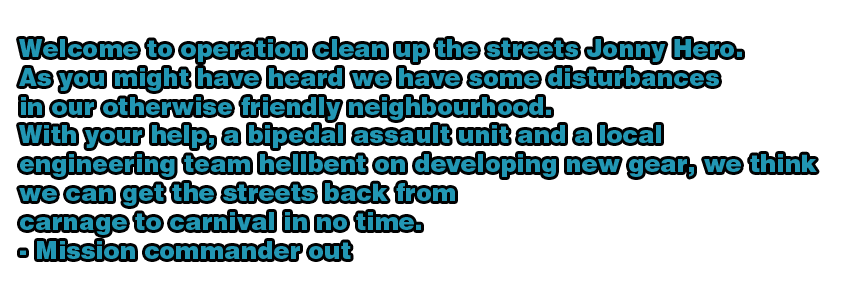 Welcome to operation clean up the streets Jonny Hero.
As you might have heard we have some disturbances
in our otherwise friendly neighbourhood.
With your help, a bipedal assault unit and a local
engineering team hellbent on developing new gear, we think
we can get the streets back from
carnage to carnival in no time.
- Mission commander out